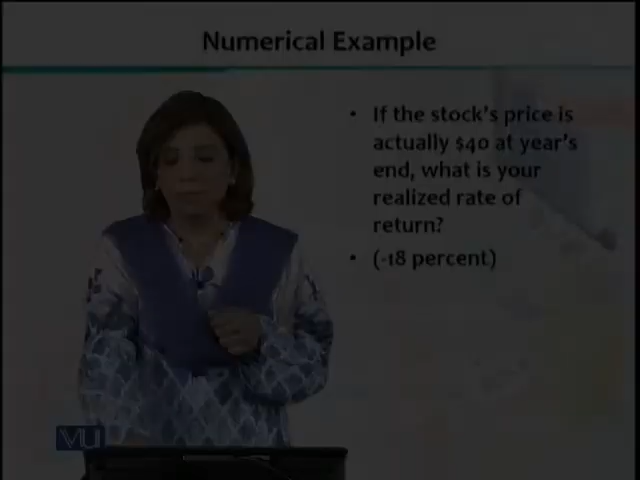 Numerical Example
• If the stock's price is
actually $40 at year's
end, what is your
realized rate of
return?
• (-18 percent)
VU